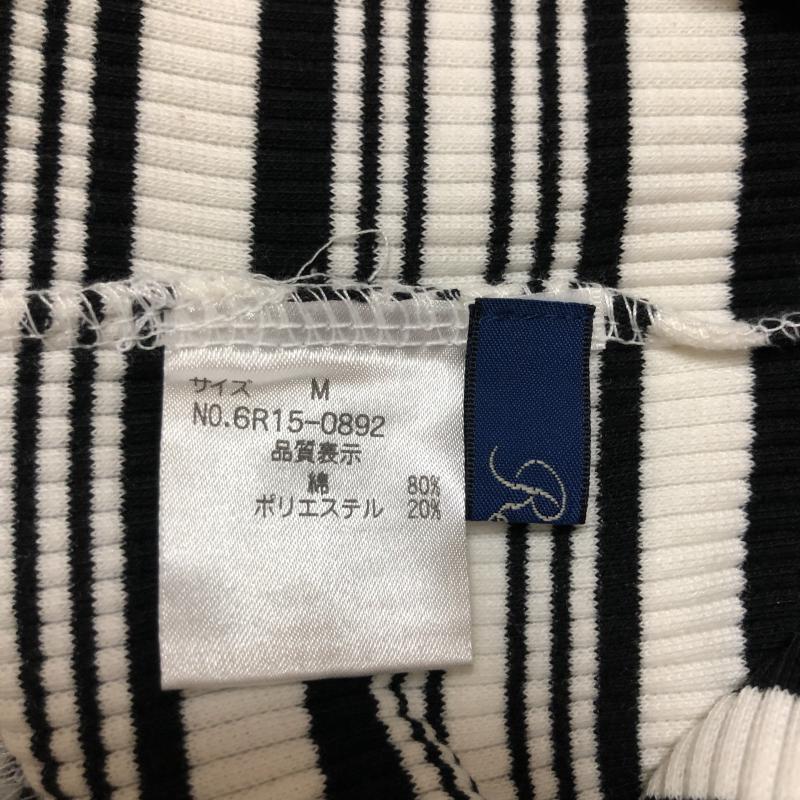 サイズ M
NO.6R15-0892
品質表示
綿 80%
ポリエステル 20%